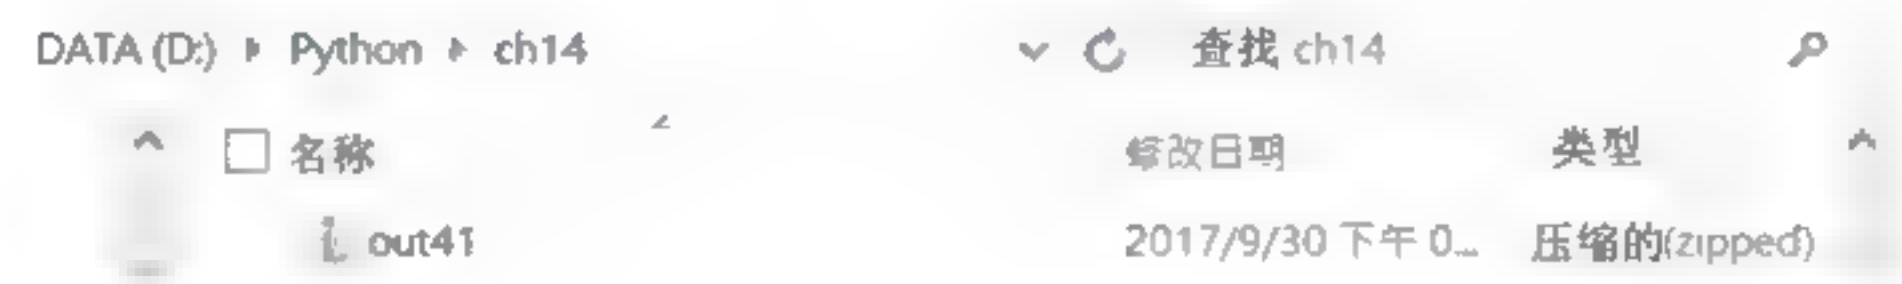 DATA (D:) Python ch14 查找 ch14
名称 修改日期 类型
out41 2017/9/30 下午 0... 压缩的(zipped)